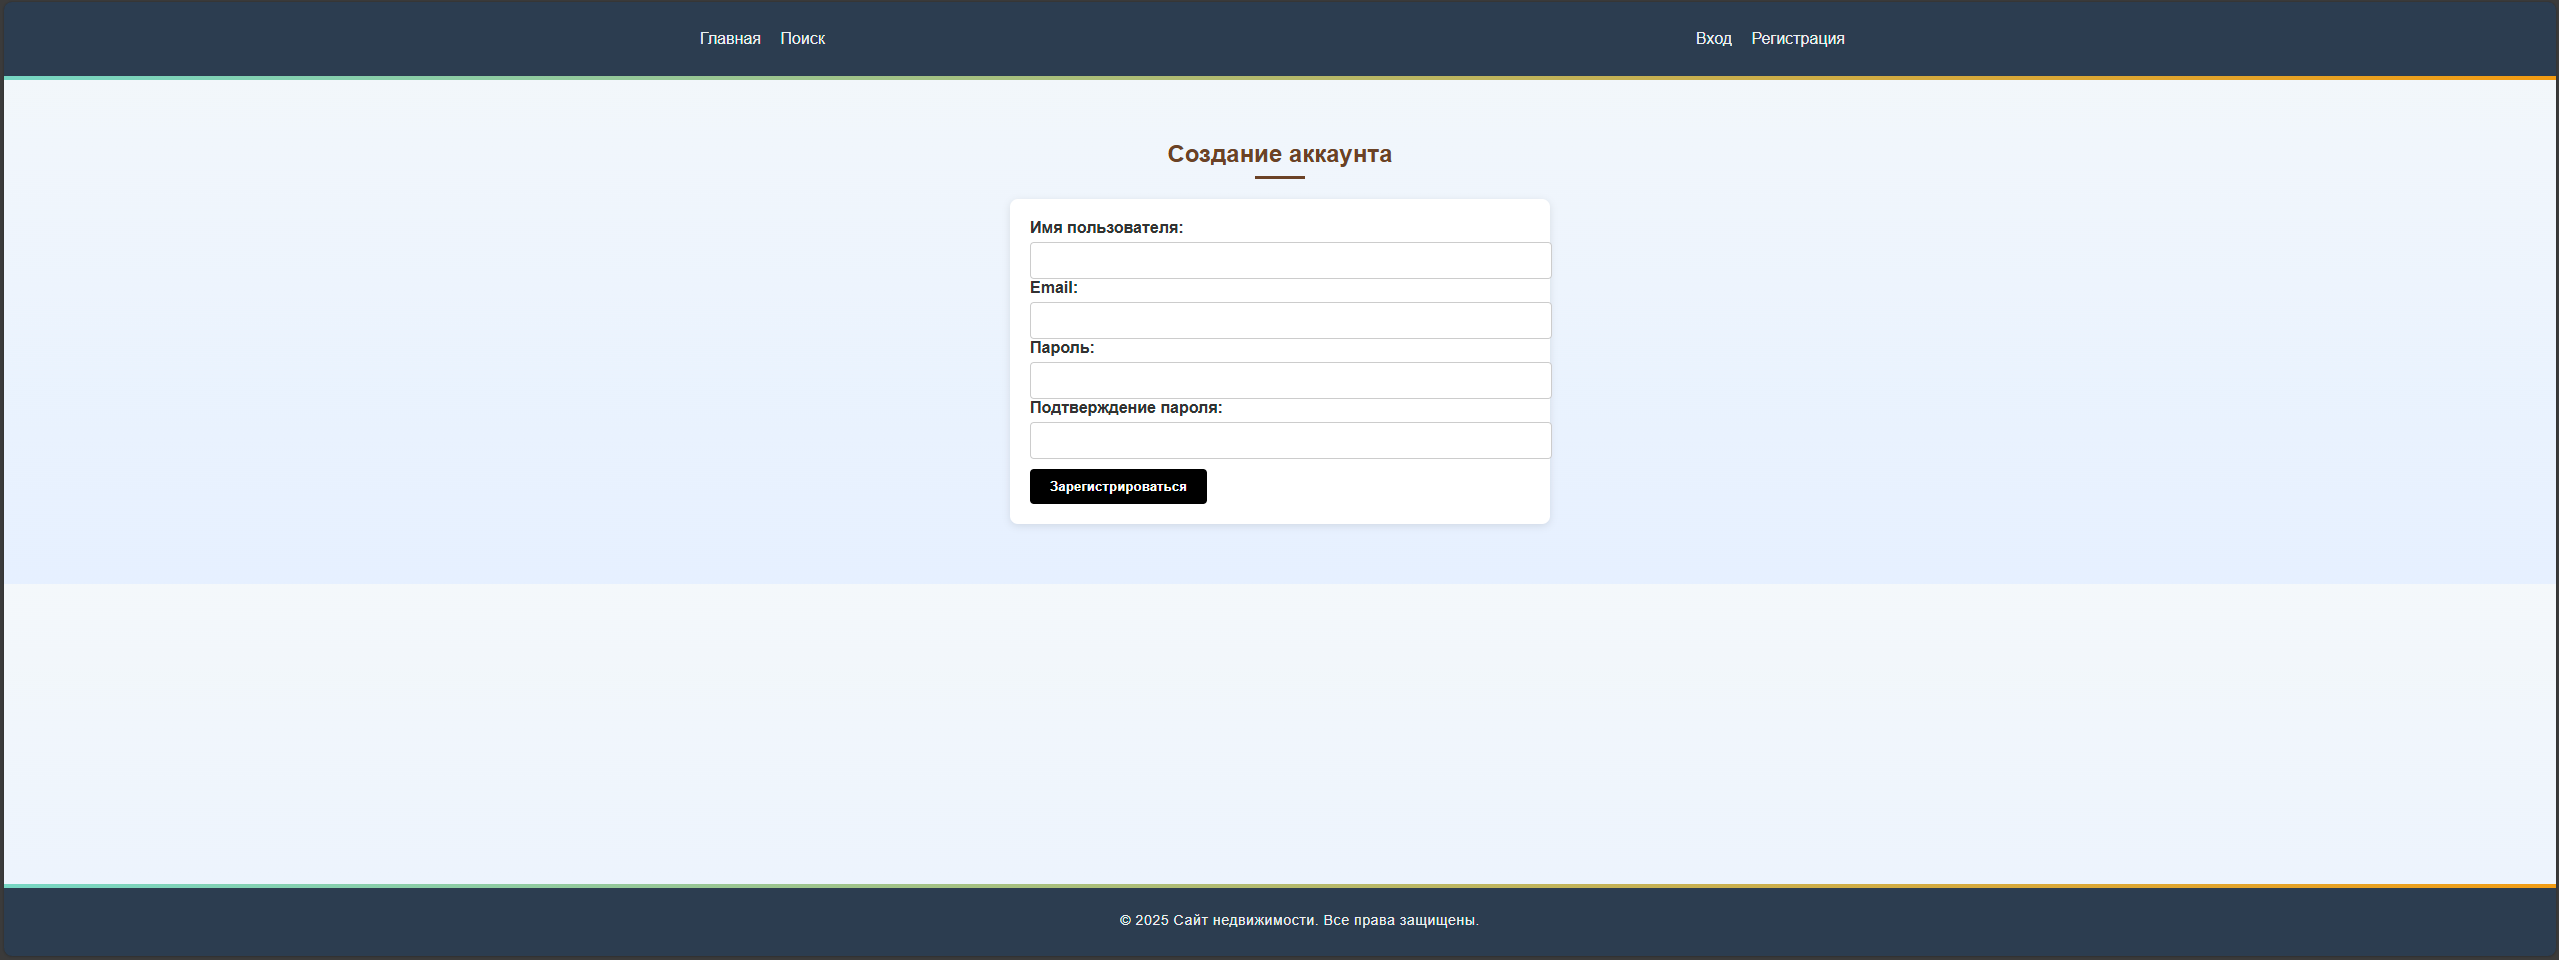 Главная Поиск Вход Регистрация
Создание аккаунта
Имя пользователя:
Email:
Пароль:
Подтверждение пароля:
Зарегистрироваться
© 2025 Сайт недвижимости. Все права защищены.